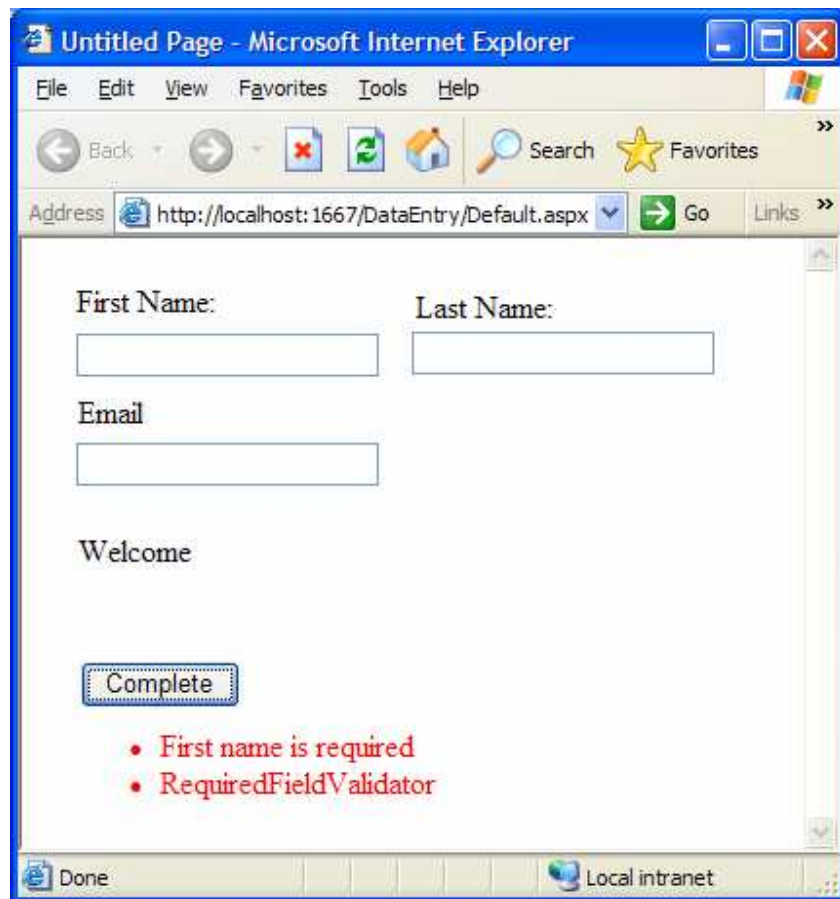 Untitled Page - Microsoft Internet Explorer
File Edit View Favorites Tools Help
Back Search Favorites »
Address http://localhost:1667/DataEntry/Default.aspx Go Links »
First Name: Last Name:
Email
Welcome
Complete
• First name is required
• RequiredFieldValidator
Done Local intranet